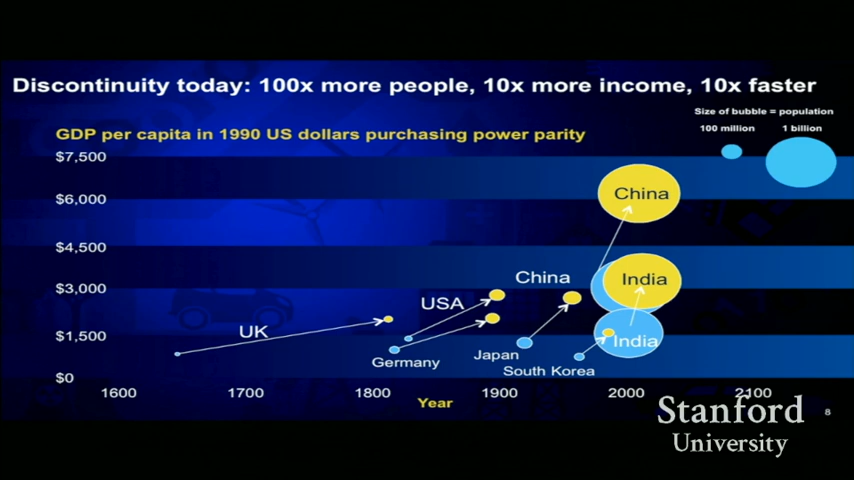 Discontinuity today: 100x more people, 10x more income, 10x faster
Size of bubble = population
100 million 1 billion
GDP per capita in 1990 US dollars purchasing power parity
$7,500
$6,000
$4,500
$3,000
$1,500
$0
China
China
India
USA
UK
India
Germany
Japan
South Korea
1600 1700 1800 1900 2000 2100
Year
Stanford
University
8